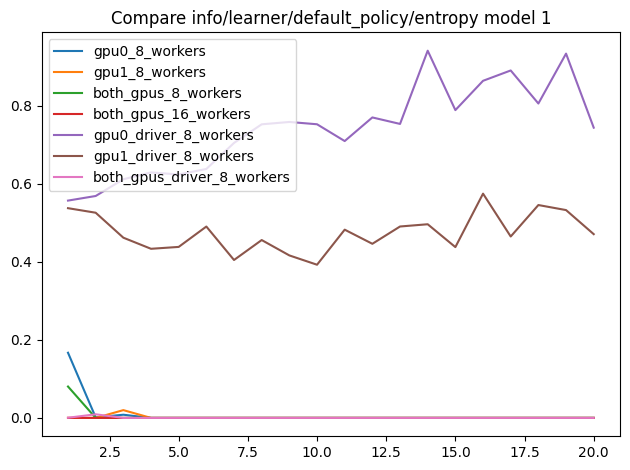 Compare info/learner/default_policy/entropy model 1
gpu0_8_workers
gpu1_8_workers
both_gpus_8_workers
both_gpus_16_workers
gpu0_driver_8_workers
gpu1_driver_8_workers
both_gpus_driver_8_workers
0.8
0.6
0.4
0.2
0.0
2.5 5.0 7.5 10.0 12.5 15.0 17.5 20.0